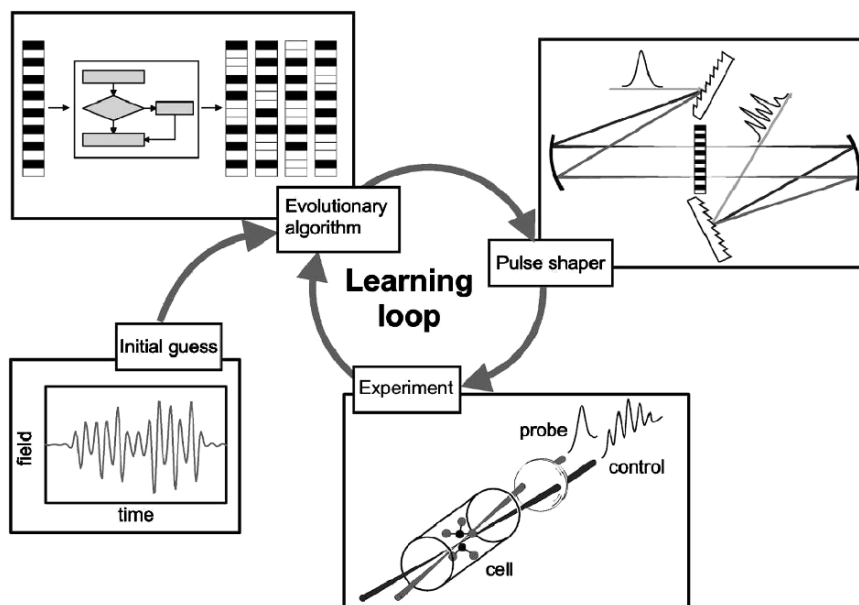 Evolutionary
algorithm
Pulse shaper
Learning
loop
Initial guess
Experiment
field
time
probe
control
cell